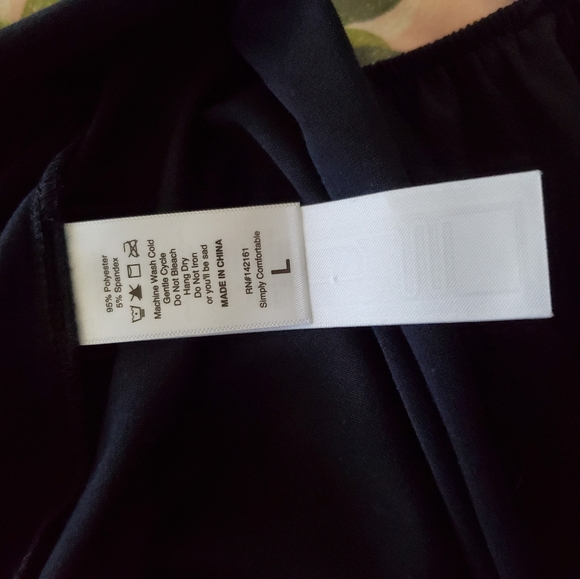 95% Polyester
5% Spandex
Machine Wash Cold
Gentle Cycle
Do Not Bleach
Hang Dry
Do Not Iron
or you'll be sad
MADE IN CHINA
RN#142161
Simply Comfortable
L